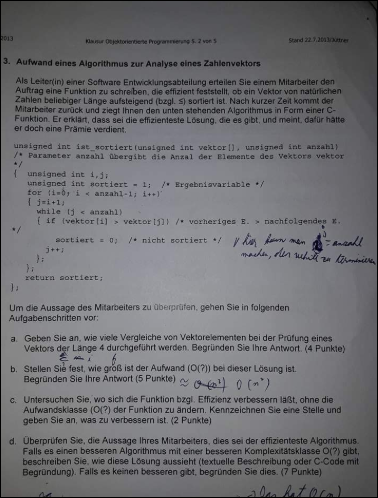 2013 Klausur Objektorientierte Programmierung S. 2 von 5 Stand 22.7.2013/
3. Aufwand eines Algorithmus zur Analyse eines Zahlenvektors
Als Leiter(in) einer Software Entwicklungsabteilung erteilen Sie einem Mitarbeiter den
Auftrag eine Funktion zu schreiben, die effizient feststellt, ob ein Vektor von natürlichen
Zahlen beliebiger Länge aufsteigend (bzgl. ≤) sortiert ist. Nach kurzer Zeit kommt der
Mitarbeiter zurück und ziegt Ihnen den unten stehenden Algorithmus in Form einer C-
Funktion. Er erklärt, dass sei die effizienteste Lösung, die es gibt, und meint, dafür hätte
er doch eine Prämie verdient.
unsigned int ist_sortiert(unsigned int vektor[], unsigned int anzahl)
/* Parameter anzahl übergibt die Anzal der Elemente des Vektors vektor
*/
{ unsigned int i,j;
unsigned int sortiert = 1; /* Ergebnisvariable */
for (i=0; i < anzahl-1; i++)
{ j=i+1;
while (j < anzahl)
{ if (vektor[i] > vektor[j]) /* vorheriges E. > nachfolgendes E.
*/
sortiert = 0; /* nicht sortiert */ hier kann man = anzahl
j++; machen, oder zu terminieren
};
};
return sortiert;
};
Um die Aussage des Mitarbeiters zu überprüfen, gehen Sie in folgenden
Aufgabenschritten vor:
a. Geben Sie an, wie viele Vergleiche von Vektorelementen bei der Prüfung eines
Vektors der Länge 4 durchgeführt werden. Begründen Sie Ihre Antwort. (4 Punkte)
6
b. Stellen Sie fest, wie groß ist der Aufwand (O(?)) bei dieser Lösung ist.
Begründen Sie Ihre Antwort (5 Punkte) ≈ O(n²)
c. Untersuchen Sie, wo sich die Funktion bzgl. Effizienz verbessern läßt, ohne die
Aufwandsklasse (O(?) der Funktion zu ändern. Kennzeichnen Sie eine Stelle und
geben Sie an, was zu verbessern ist. (2 Punkte)
d. Überprüfen Sie, die Aussage Ihres Mitarbeiters, dies sei der effizienteste Algorithmus.
Falls es einen besseren Algorithmus mit einer besseren Komplexitätsklasse O(?) gibt,
beschreiben Sie, wie diese Lösung aussieht (textuelle Beschreibung oder C-Code mit
Begründung). Falls es keinen besseren gibt, begründen Sie dies. (7 Punkte)
hat O(n)